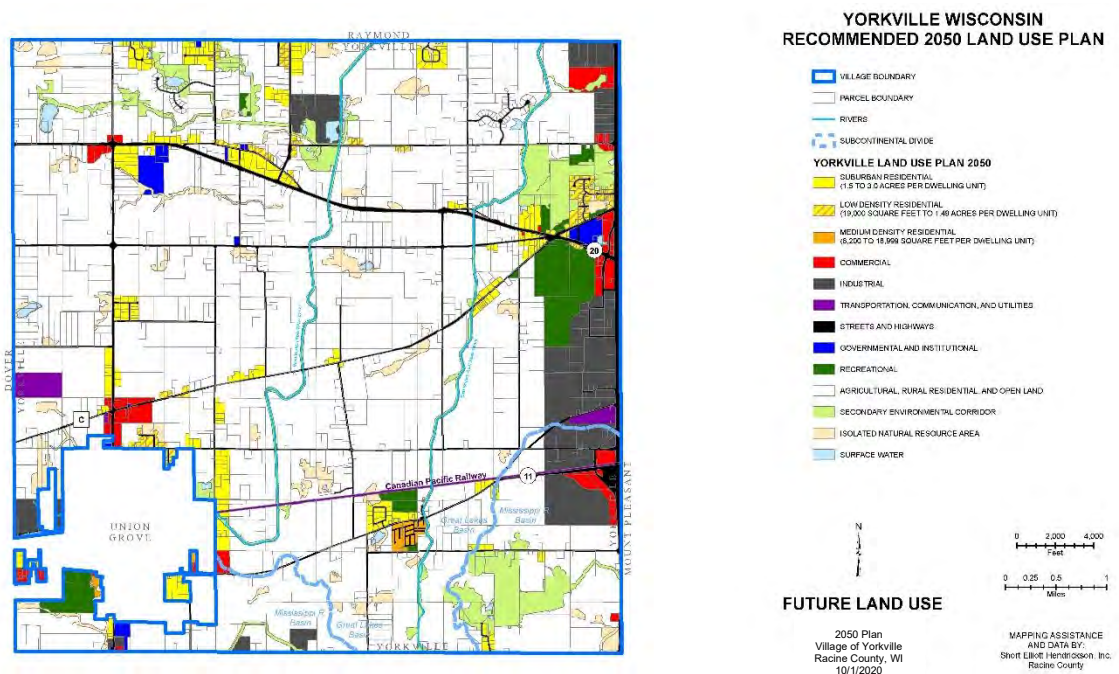 YORKVILLE WISCONSIN
RECOMMENDED 2050 LAND USE PLAN
RAYMOND
YORKVILLE
DOVER
YORKVILLE
20
C
Canadian Pacific Railway
11
UNION
GROVE
Great Lakes
Basin
Mississippi R.
Basin
Mississippi R.
Basin
Great Lakes
Basin
YORKVILLE
YORKVILLE
MOUNT PLEASANT
VILLAGE BOUNDARY
PARCEL BOUNDARY
RIVERS
SUBCONTINENTAL DIVIDE
YORKVILLE LAND USE PLAN 2050
SUBURBAN RESIDENTIAL
(1.5 TO 3.0 ACRES PER DWELLING UNIT)
LOW DENSITY RESIDENTIAL
(19,000 SQUARE FEET TO 1.49 ACRES PER DWELLING UNIT)
MEDIUM DENSITY RESIDENTIAL
(6,200 TO 18,999 SQUARE FEET PER DWELLING UNIT)
COMMERCIAL
INDUSTRIAL
TRANSPORTATION, COMMUNICATION, AND UTILITIES
STREETS AND HIGHWAYS
GOVERNMENTAL AND INSTITUTIONAL
RECREATIONAL
AGRICULTURAL, RURAL RESIDENTIAL, AND OPEN LAND
SECONDARY ENVIRONMENTAL CORRIDOR
ISOLATED NATURAL RESOURCE AREA
SURFACE WATER
N
0 2,000 4,000
Feet
0 0.25 0.5 1
Miles
FUTURE LAND USE
2050 Plan
Village of Yorkville
Racine County, WI
10/1/2020
MAPPING ASSISTANCE
AND DATA BY:
Short Elliott Hendrickson, Inc.
Racine County